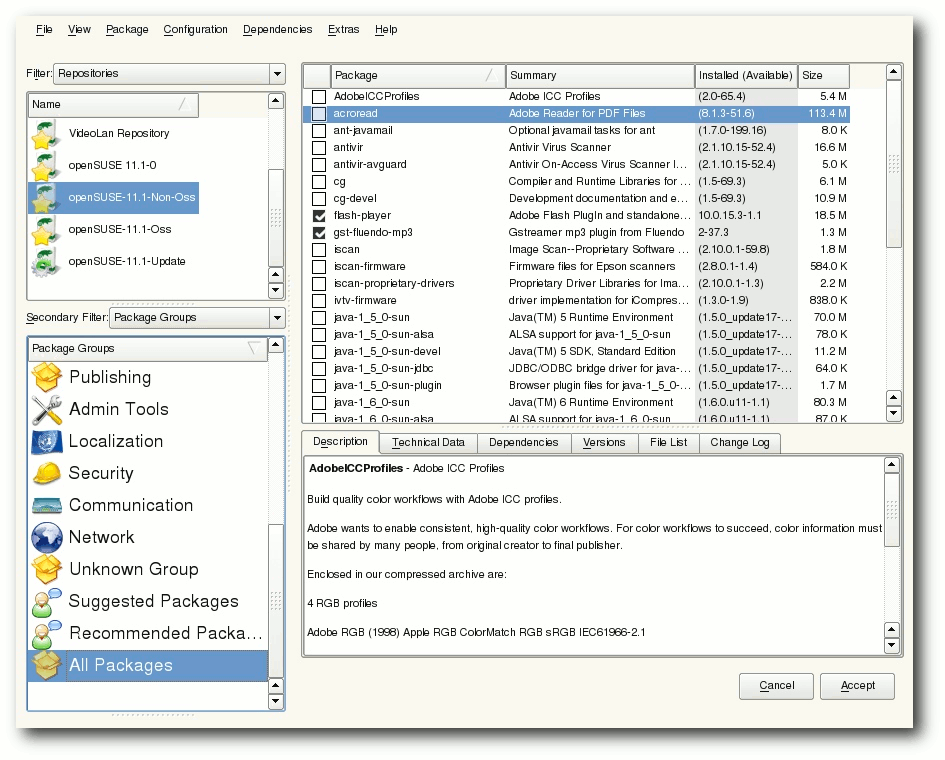 File View Package Configuration Dependencies Extras Help
Filter: Repositories
Name
VideoLan Repository
openSUSE 11.1-0
openSUSE-11.1-Non-Oss
openSUSE-11.1-Oss
openSUSE-11.1-Update
Secondary Filter: Package Groups
Package Groups
Publishing
Admin Tools
Localization
Security
Communication
Network
Unknown Group
Suggested Packages
Recommended Packa...
All Packages
Package Summary Installed (Available) Size
AdobeICCProfiles Adobe ICC Profiles (2.0-65.4) 5.4 M
acroread Adobe Reader for PDF Files (8.1.3-51.6) 113.4 M
ant-javamail Optional javamail tasks for ant (1.7.0-199.16) 8.0 K
antivir Antivir Virus Scanner (2.1.10.15-52.4) 16.6 M
antivir-avguard Antivir On-Access Virus Scanner I... (2.1.10.15-52.4) 5.0 K
cg Compiler and Runtime Libraries for ... (1.5-69.3) 6.1 M
cg-devel Development documentation and e... (1.5-69.3) 10.9 M
flash-player Adobe Flash Plugin and standalone... 10.0.15.3-1.1 18.5 M
gst-fluendo-mp3 Gstreamer mp3 plugin from Fluendo 2-37.3 1.3 M
iscan Image Scan--Proprietary Software ... (2.10.0.1-59.8) 1.8 M
iscan-firmware Firmware files for Epson scanners (2.8.0.1-1.4) 584.0 K
iscan-proprietary-drivers Proprietary Driver Libraries for Ima... (2.10.0.1-1.3) 2.2 M
ivtv-firmware driver implementation for iCompres... (1.3.0-1.9) 838.0 K
java-1_5_0-sun Java(TM) 5 Runtime Environment (1.5.0_update17-... 70.0 M
java-1_5_0-sun-alsa ALSA support for java-1_5_0-sun (1.5.0_update17-... 78.0 K
java-1_5_0-sun-devel Java(TM) 5 SDK, Standard Edition (1.5.0_update17-... 11.2 M
java-1_5_0-sun-jdbc JDBC/ODBC bridge driver for java-... (1.5.0_update17-... 64.0 K
java-1_5_0-sun-plugin Browser plugin files for java-1_5_0-... (1.5.0_update17-... 1.7 M
java-1_6_0-sun Java(TM) 6 Runtime Environment (1.6.0.u11-1.1) 80.3 M
java-1_6_0-sun-alsa ALSA support for java-1_6_0-sun (1.6.0.u11-1.1) 87.0 K
Description Technical Data Dependencies Versions File List Change Log
AdobeICCProfiles - Adobe ICC Profiles
Build quality color workflows with Adobe ICC profiles.
Adobe wants to enable consistent, high-quality color workflows. For color workflows to succeed, color information must
be shared by many people, from original creator to final publisher.
Enclosed in our compressed archive are:
4 RGB profiles
Adobe RGB (1998) Apple RGB ColorMatch RGB sRGB IEC61966-2.1
Cancel Accept